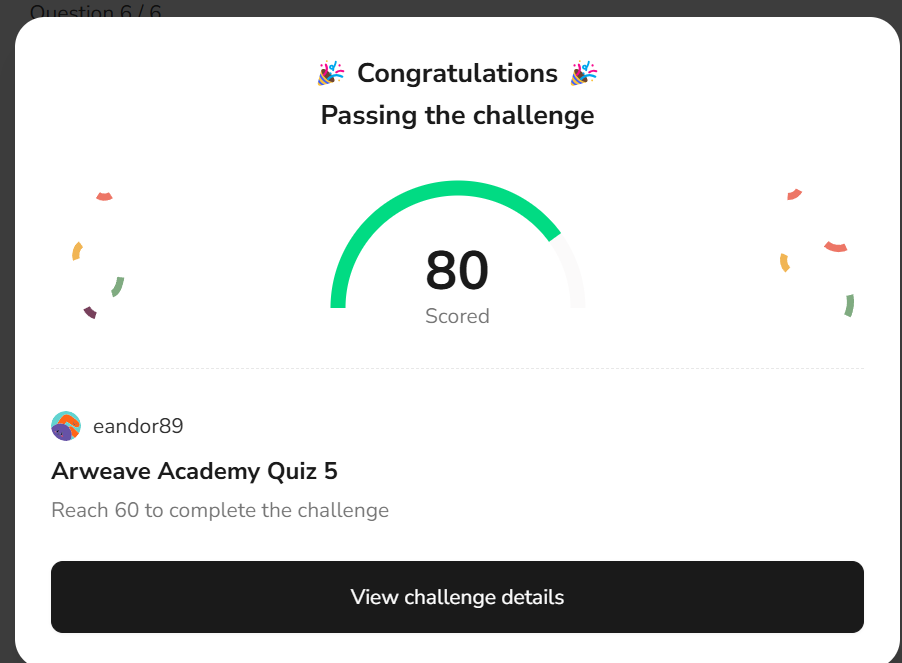 Question 6 / 6
Congratulations
Passing the challenge
80
Scored
eandor89
Arweave Academy Quiz 5
Reach 60 to complete the challenge
View challenge details